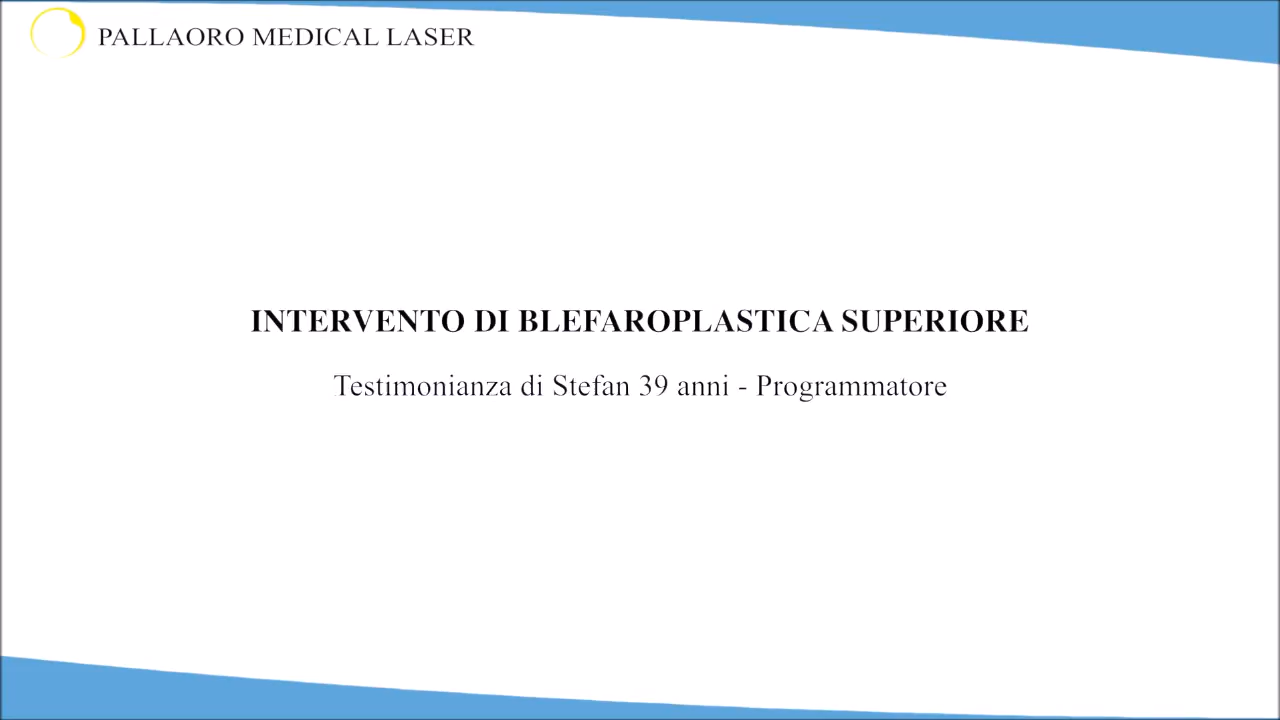 PALLAORO MEDICAL LASER
INTERVENTO DI BLEFAROPLASTICA SUPERIORE
Testimonianza di Stefan 39 anni - Programmatore